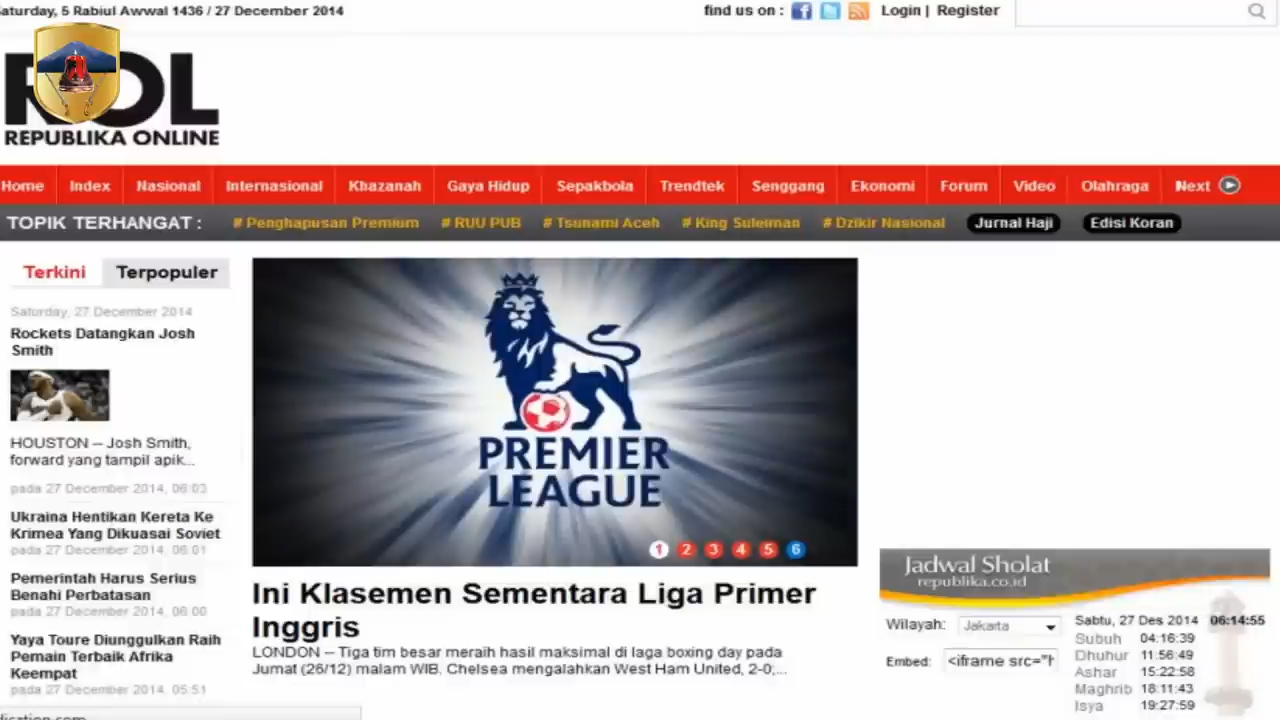 Saturday, 5 Rabiul Awwal 1436 / 27 December 2014
find us on :
Login | Register
ROL
REPUBLIKA ONLINE
Home Index Nasional Internasional Khazanah Gaya Hidup Sepakbola Trendtek Senggang Ekonomi Forum Video Olahraga Next
TOPIK TERHANGAT : # Penghapusan Premium # RUU PUB # Tsunami Aceh # King Suleiman # Dzikir Nasional Jurnal Haji Edisi Koran
Terkini Terpopuler
Saturday, 27 December 2014
Rockets Datangkan Josh
Smith
HOUSTON -- Josh Smith,
forward yang tampil apik...
pada 27 December 2014, 06:03
Ukraina Hentikan Kereta Ke
Krimea Yang Dikuasai Soviet
pada 27 December 2014, 06:01
Pemerintah Harus Serius
Benahi Perbatasan
pada 27 December 2014, 06:00
Yaya Toure Diunggulkan Raih
Pemain Terbaik Afrika
Keempat
pada 27 December 2014, 05:51
PREMIER
LEAGUE
1 2 3 4 5 6
Ini Klasemen Sementara Liga Primer
Inggris
LONDON -- Tiga tim besar meraih hasil maksimal di laga boxing day pada
Jumat (26/12) malam WIB. Chelsea mengalahkan West Ham United, 2-0;...
Jadwal Sholat
republika.co.id
Wilayah: Jakarta
Embed: <iframe src="h
Sabtu, 27 Des 2014 06:14:55
Subuh 04:16:39
Dhuhur 11:56:49
Ashar 15:22:58
Maghrib 18:11:43
Isya 19:27:59